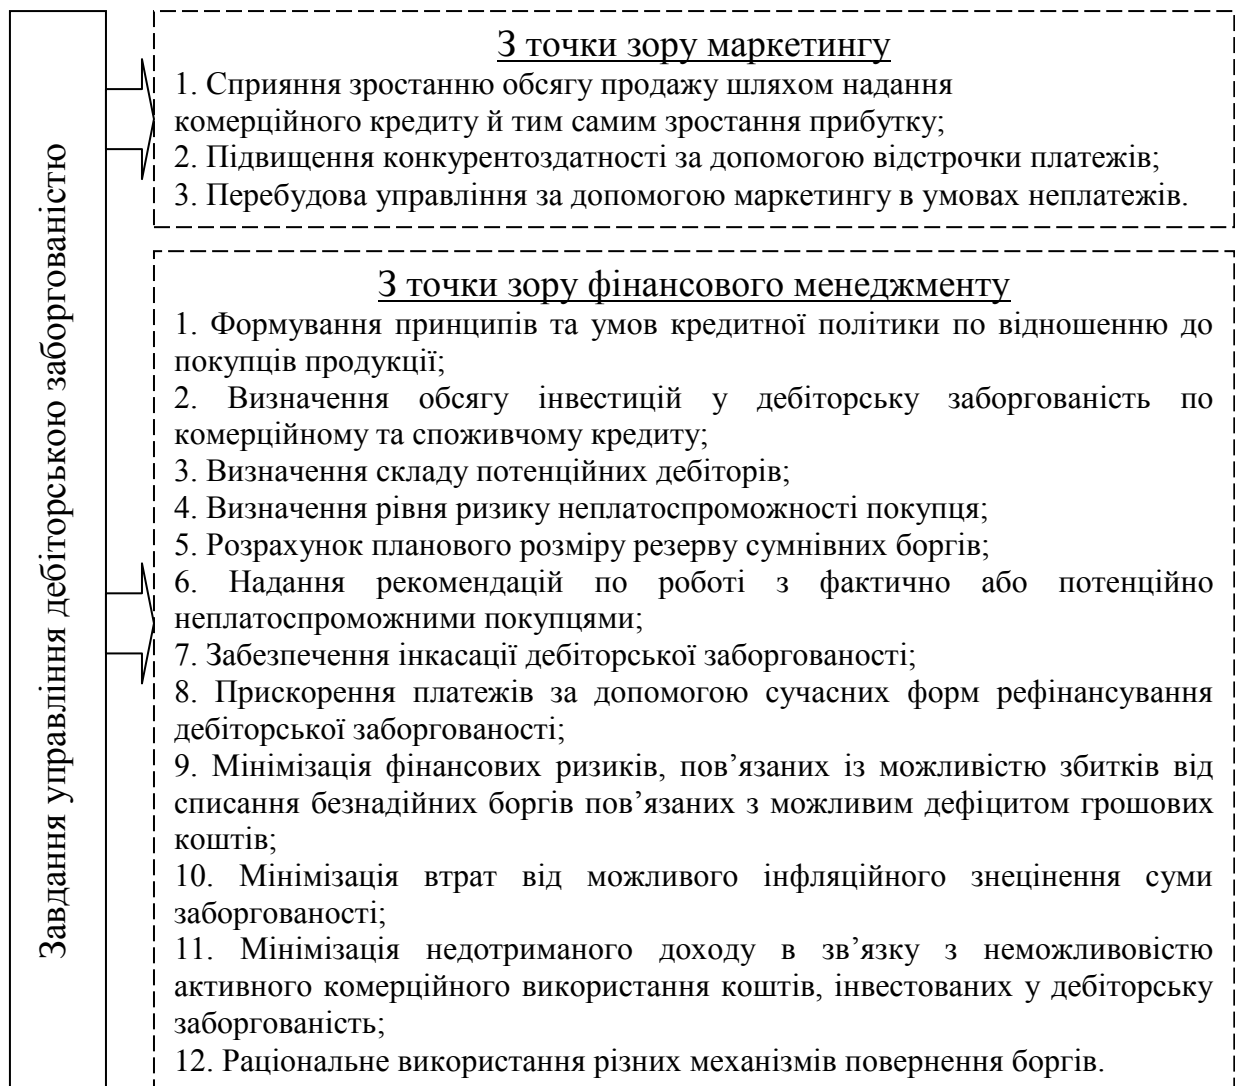 Завдання управління дебіторською заборгованістю
З точки зору маркетингу
1. Сприяння зростанню обсягу продажу шляхом надання
комерційного кредиту й тим самим зростання прибутку;
2. Підвищення конкурентоздатності за допомогою відстрочки платежів;
3. Перебудова управління за допомогою маркетингу в умовах неплатежів.
З точки зору фінансового менеджменту
1. Формування принципів та умов кредитної політики по відношенню до
покупців продукції;
2. Визначення обсягу інвестицій у дебіторську заборгованість по
комерційному та споживчому кредиту;
3. Визначення складу потенційних дебіторів;
4. Визначення рівня ризику неплатоспроможності покупця;
5. Розрахунок планового розміру резерву сумнівних боргів;
6. Надання рекомендацій по роботі з фактично або потенційно
неплатоспроможними покупцями;
7. Забезпечення інкасації дебіторської заборгованості;
8. Прискорення платежів за допомогою сучасних форм рефінансування
дебіторської заборгованості;
9. Мінімізація фінансових ризиків, пов’язаних із можливістю збитків від
списання безнадійних боргів пов’язаних з можливим дефіцитом грошових
коштів;
10. Мінімізація втрат від можливого інфляційного знецінення суми
заборгованості;
11. Мінімізація недотриманого доходу в зв’язку з неможливовістю
активного комерційного використання коштів, інвестованих у дебіторську
заборгованість;
12. Раціональне використання різних механізмів повернення боргів.